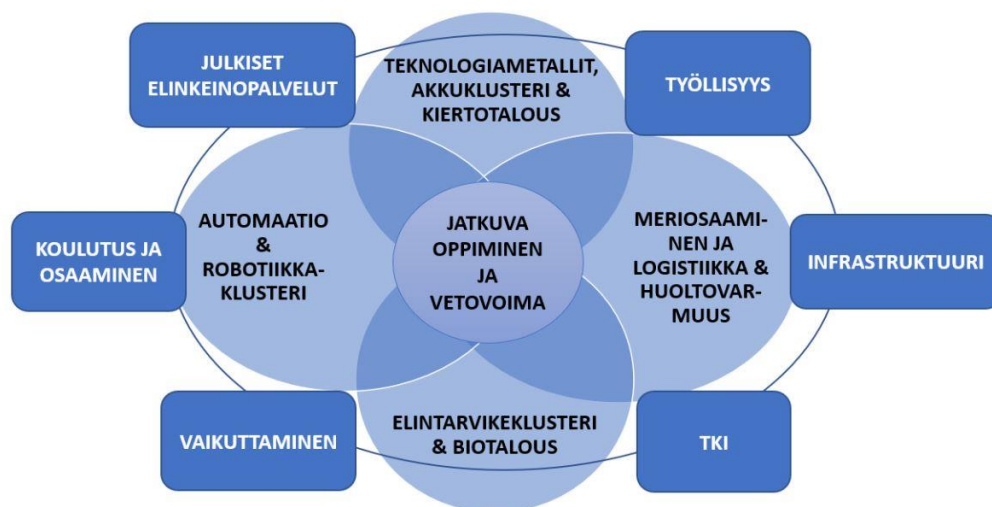 JULKISET
ELINKEINOPALVELUT
TEKNOLOGIAMETALLIT,
AKKUKLUSTERI &
KIERTOTALOUS
TYÖLLISYYS
KOULUTUS JA
OSAAMINEN
AUTOMAATIO
&
ROBOTIIKKA-
KLUSTERI
JATKUVA
OPPIMINEN
JA
VETOVOIMA
MERIOSAAMI-
NEN JA
LOGISTIIKKA &
HUOLTOVAR-
MUUS
INFRASTRUKTUURI
VAIKUTTAMINEN
ELINTARVIKEKLUSTERI
& BIOTALOUS
TKI